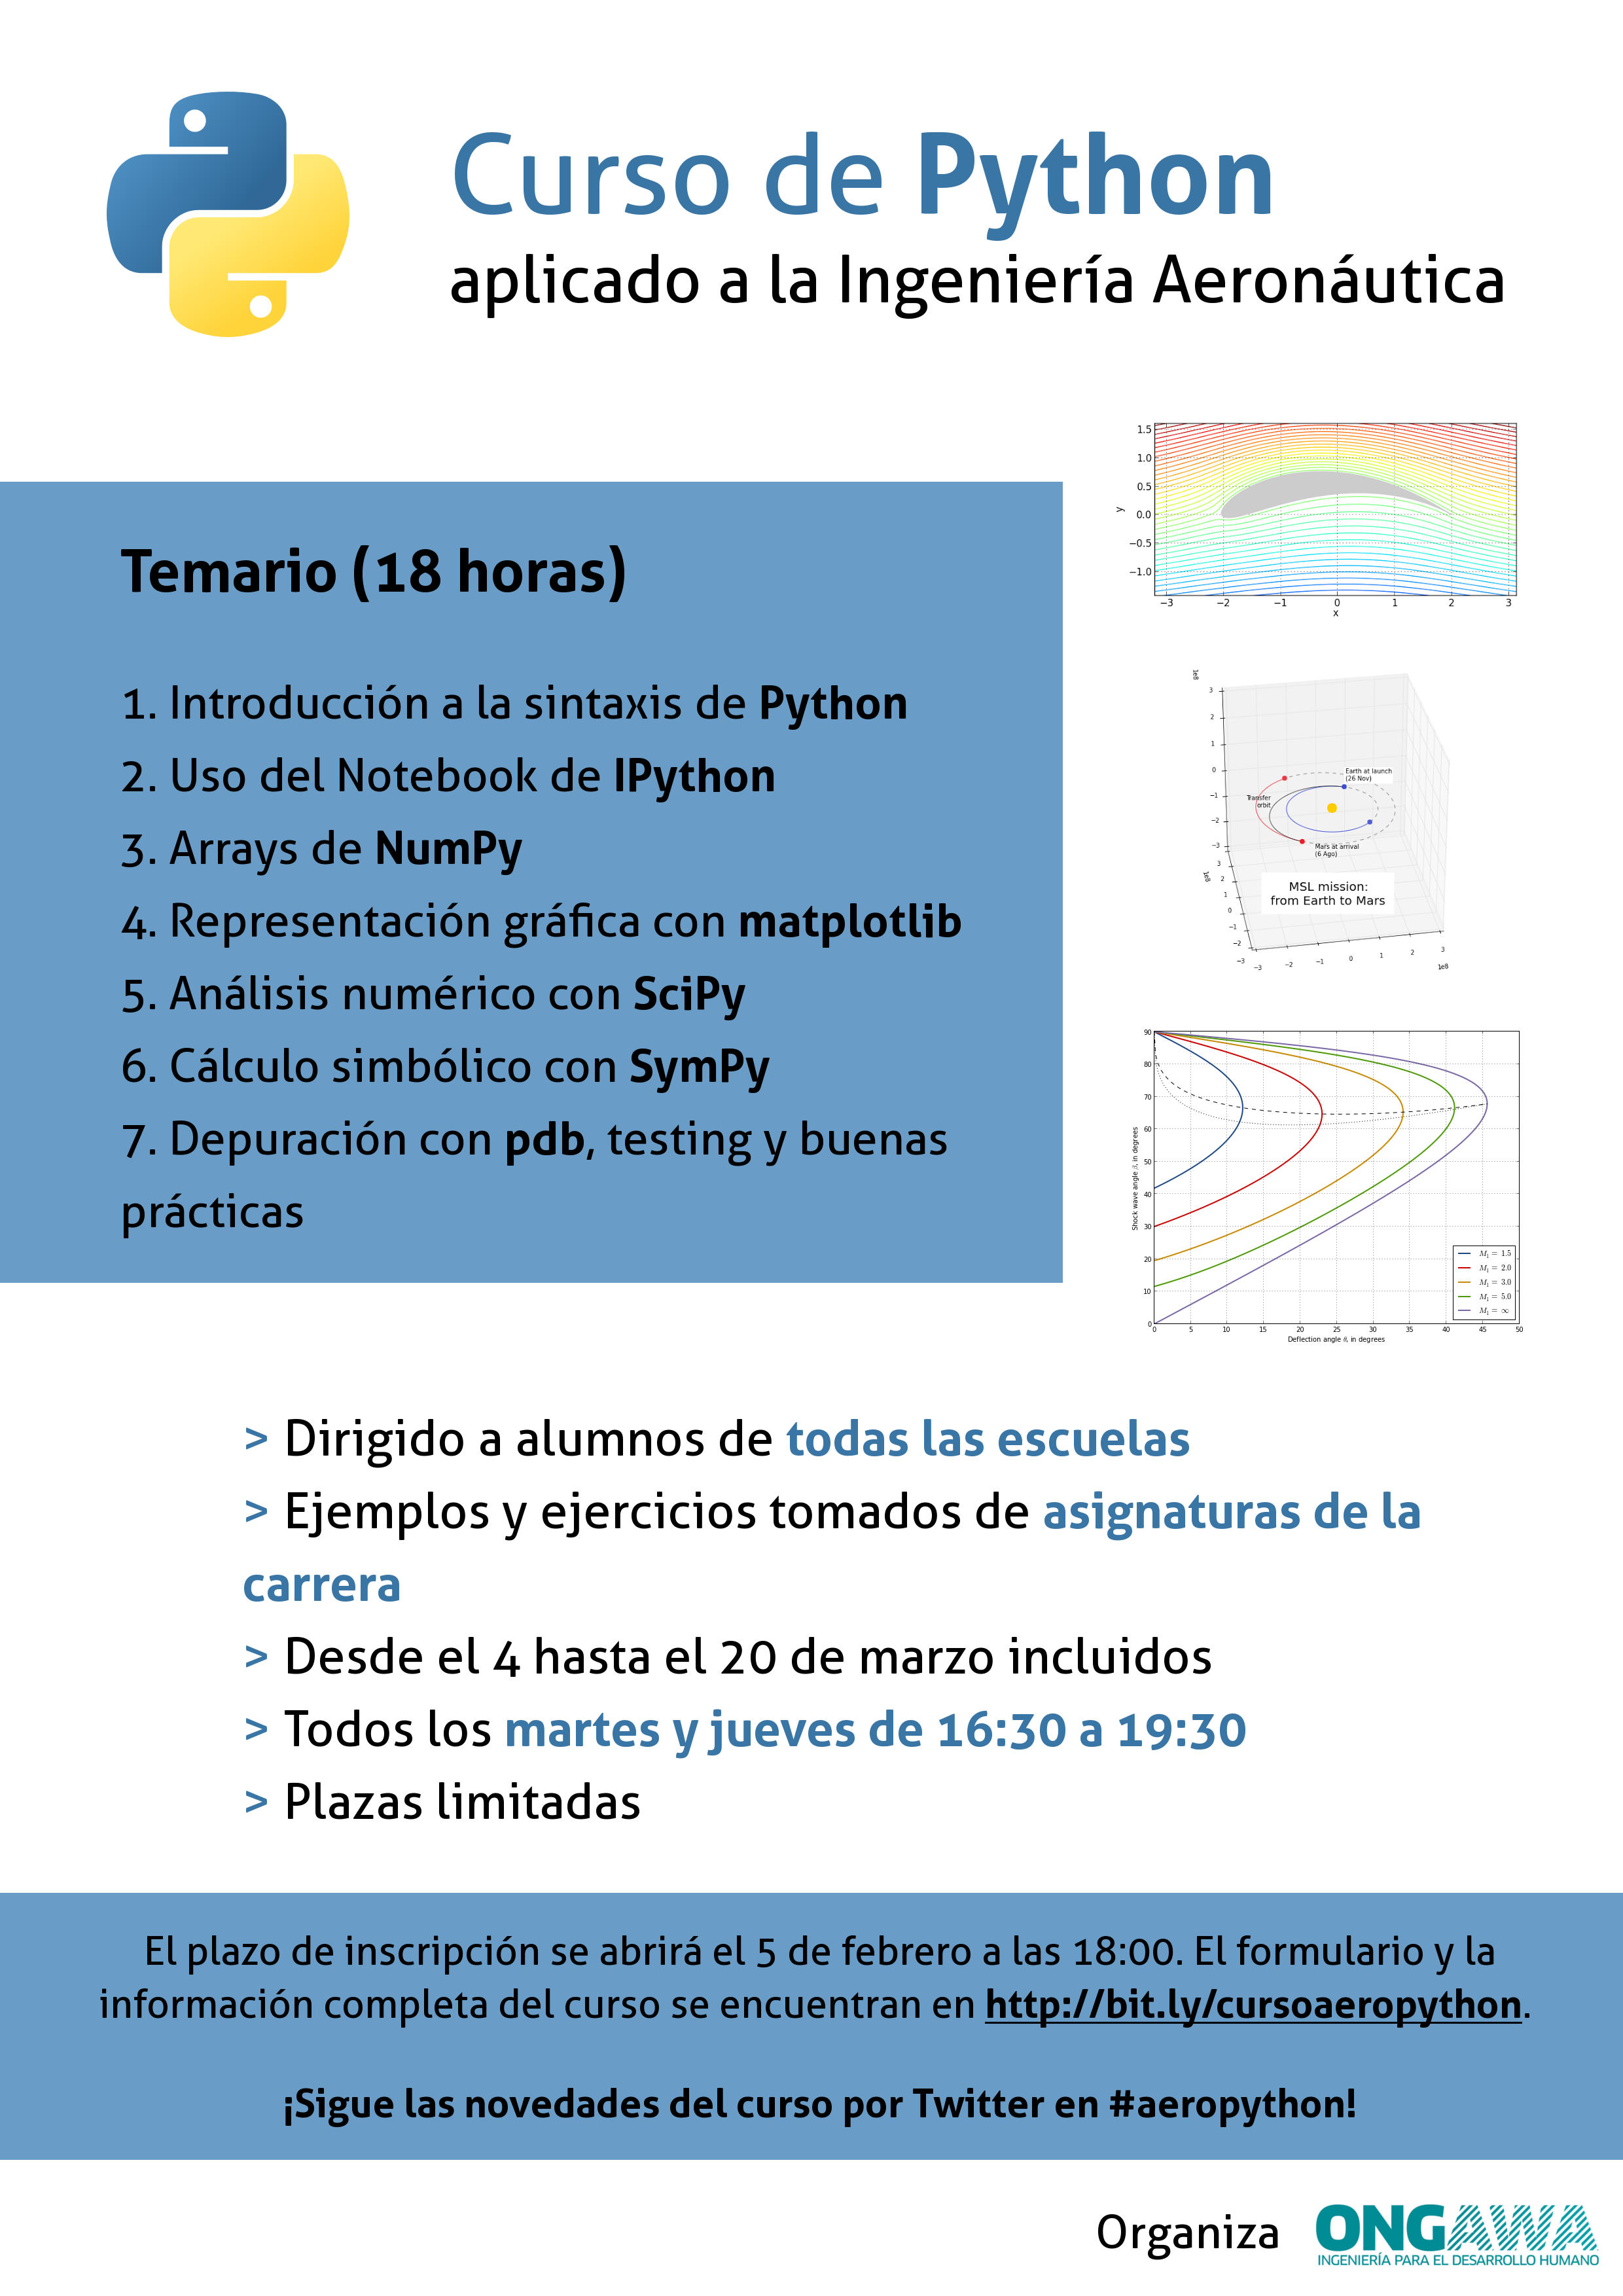 Curso de Python
aplicado a la Ingeniería Aeronáutica
1.5
1.0
0.5
0.0
−0.5
−1.0
y
−3 −2 −1 0 1 2 3
x
Temario (18 horas)
1. Introducción a la sintaxis de Python
2. Uso del Notebook de IPython
3. Arrays de NumPy
4. Representación gráfica con matplotlib
5. Análisis numérico con SciPy
6. Cálculo simbólico con SymPy
7. Depuración con pdb, testing y buenas
prácticas
1e8
3
2
1
0
−1
−2
−3
Earth at launch
(26 Nov)
Transfer
orbit
Mars at arrival
(6 Ago)
1e8
3
2
1
0
−1
−2
−3
MSL mission:
from Earth to Mars
−3 −2 −1 0 1 2 3
1e8
90
80
70
60
50
40
30
20
10
0
Shock wave angle β, in degrees
M₁ = 1.5
M₁ = 2.0
M₁ = 3.0
M₁ = 5.0
M₁ = ∞
0 5 10 15 20 25 30 35 40 45 50
Deflection angle θ, in degrees
> Dirigido a alumnos de todas las escuelas
> Ejemplos y ejercicios tomados de asignaturas de la
carrera
> Desde el 4 hasta el 20 de marzo incluidos
> Todos los martes y jueves de 16:30 a 19:30
> Plazas limitadas
El plazo de inscripción se abrirá el 5 de febrero a las 18:00. El formulario y la
información completa del curso se encuentran en http://bit.ly/cursoaeropython.
¡Sigue las novedades del curso por Twitter en #aeropython!
Organiza
ONGAWA
INGENIERÍA PARA EL DESARROLLO HUMANO